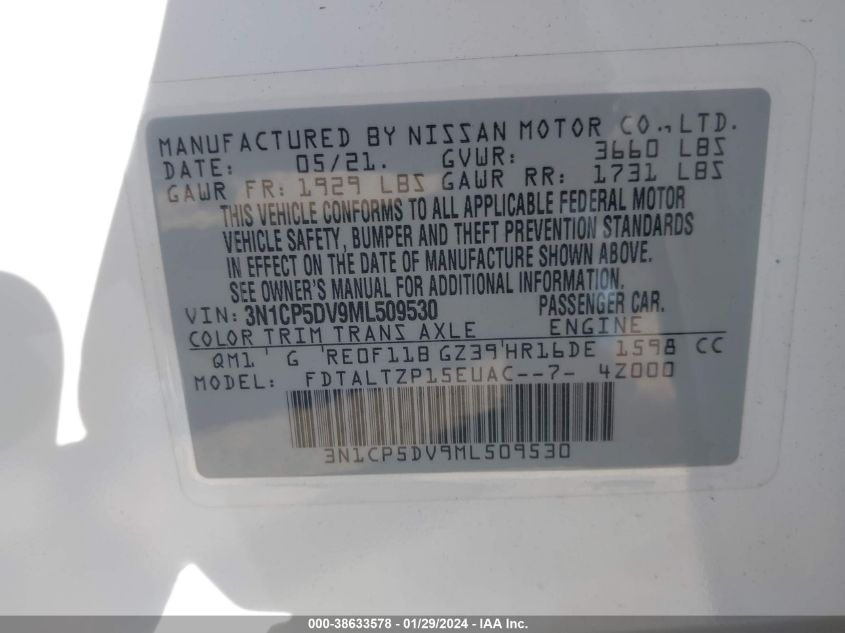 MANUFACTURED BY NISSAN MOTOR CO., LTD.
DATE: 05/21. GVWR: 3660 LBS
GAWR FR: 1929 LBS GAWR RR: 1731 LBS
THIS VEHICLE CONFORMS TO ALL APPLICABLE FEDERAL MOTOR
VEHICLE SAFETY, BUMPER AND THEFT PREVENTION STANDARDS
IN EFFECT ON THE DATE OF MANUFACTURE SHOWN ABOVE.
SEE OWNER'S MANUAL FOR ADDITIONAL INFORMATION.
VIN: 3N1CP5DV9ML509530 PASSENGER CAR.
COLOR TRIM TRANS AXLE ENGINE
QM1 G RE0F11B GZ39 HR16DE 1598 CC
MODEL: FDTALTZP15EUAC--7- 4Z000
3N1CP5DV9ML509530
000-38633578 - 01/29/2024 - IAA Inc.